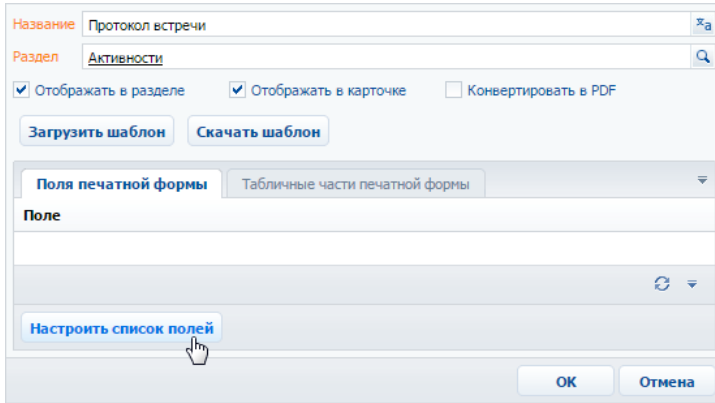 Название Протокол встречи
Раздел Активности
Отображать в разделе Отображать в карточке Конвертировать в PDF
Загрузить шаблон Скачать шаблон
Поля печатной формы Табличные части печатной формы
Поле
Настроить список полей
ОК Отмена